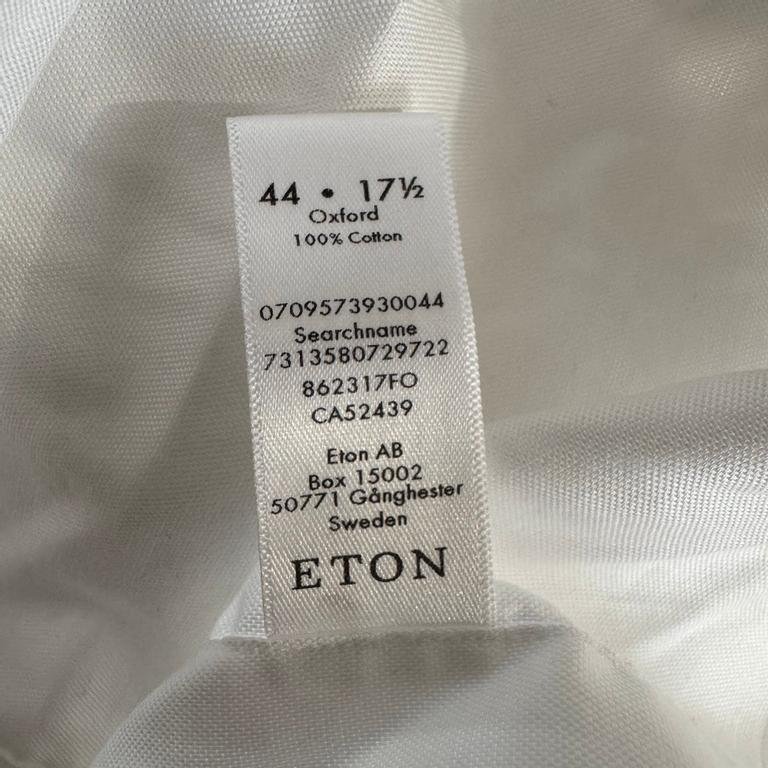 44 • 17½
Oxford
100% Cotton
0709573930044
Searchname
7313580729722
862317FO
CA52439
Eton AB
Box 15002
50771 Gånghester
Sweden
ETON